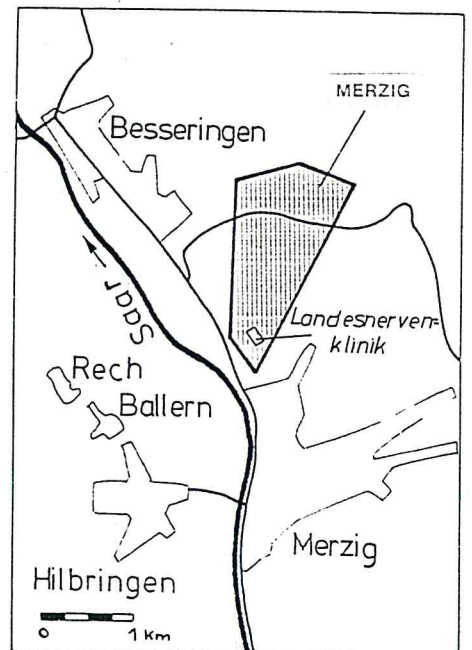 MERZIG
Besseringen
Saar
Landesnerven-
klinik
Rech
Ballern
Merzig
Hilbringen
0 1 Km